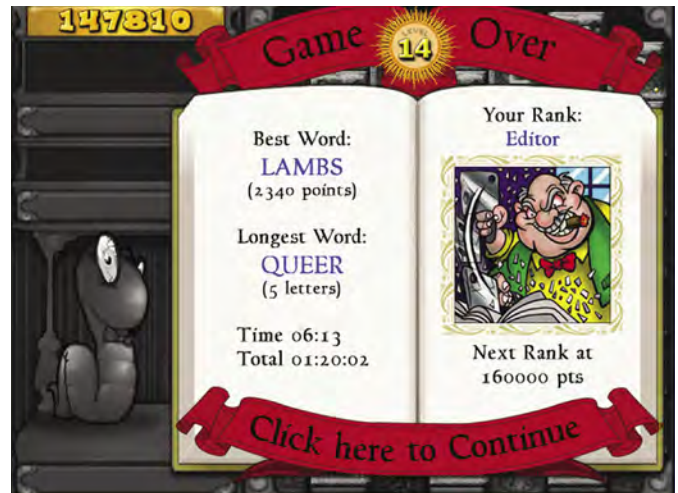 147810
Game Over
LEVEL
14
Best Word:
LAMBS
(2340 points)
Longest Word:
QUEER
(5 letters)
Time 06:13
Total 01:20:02
Your Rank:
Editor
Next Rank at
160000 pts
Click here to Continue